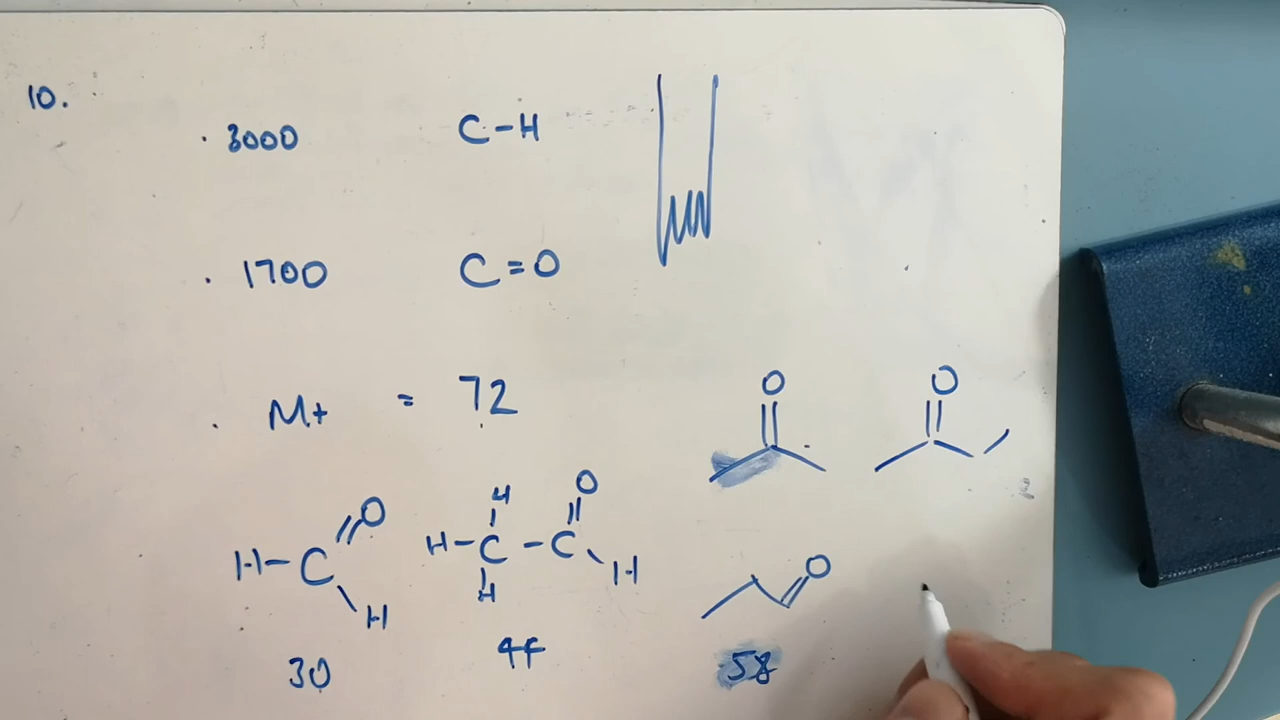 10.
· 3000 C-H
· 1700 C=O
· M+ = 72
O O
O H O
H-C H-C-C O
H H H
30 44 58